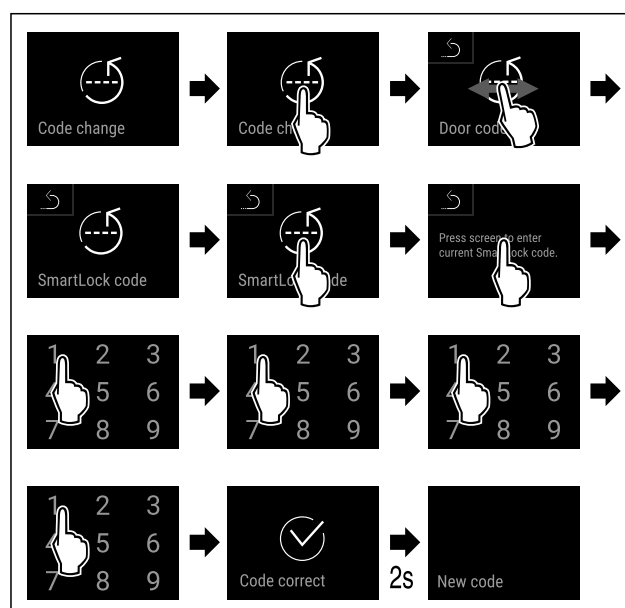 Code change
Code ch
Door cod
SmartLock code
SmartLo de
Press screen to enter
current Sma ock code.
1 2 3
4 5 6
7 8 9
1 2 3
4 5 6
7 8 9
1 2 3
4 5 6
7 8 9
1 2 3
4 5 6
7 8 9
Code correct
2s
New code